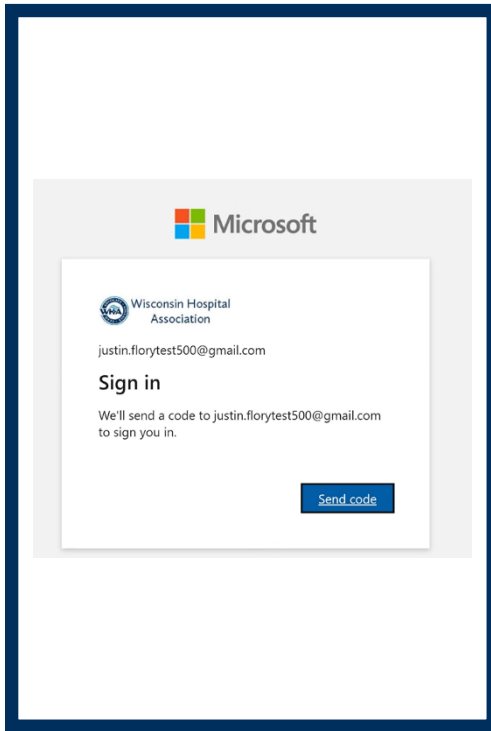 Microsoft
WHA
Wisconsin Hospital
Association
justin.florytest500@gmail.com
Sign in
We'll send a code to justin.florytest500@gmail.com
to sign you in.
Send code